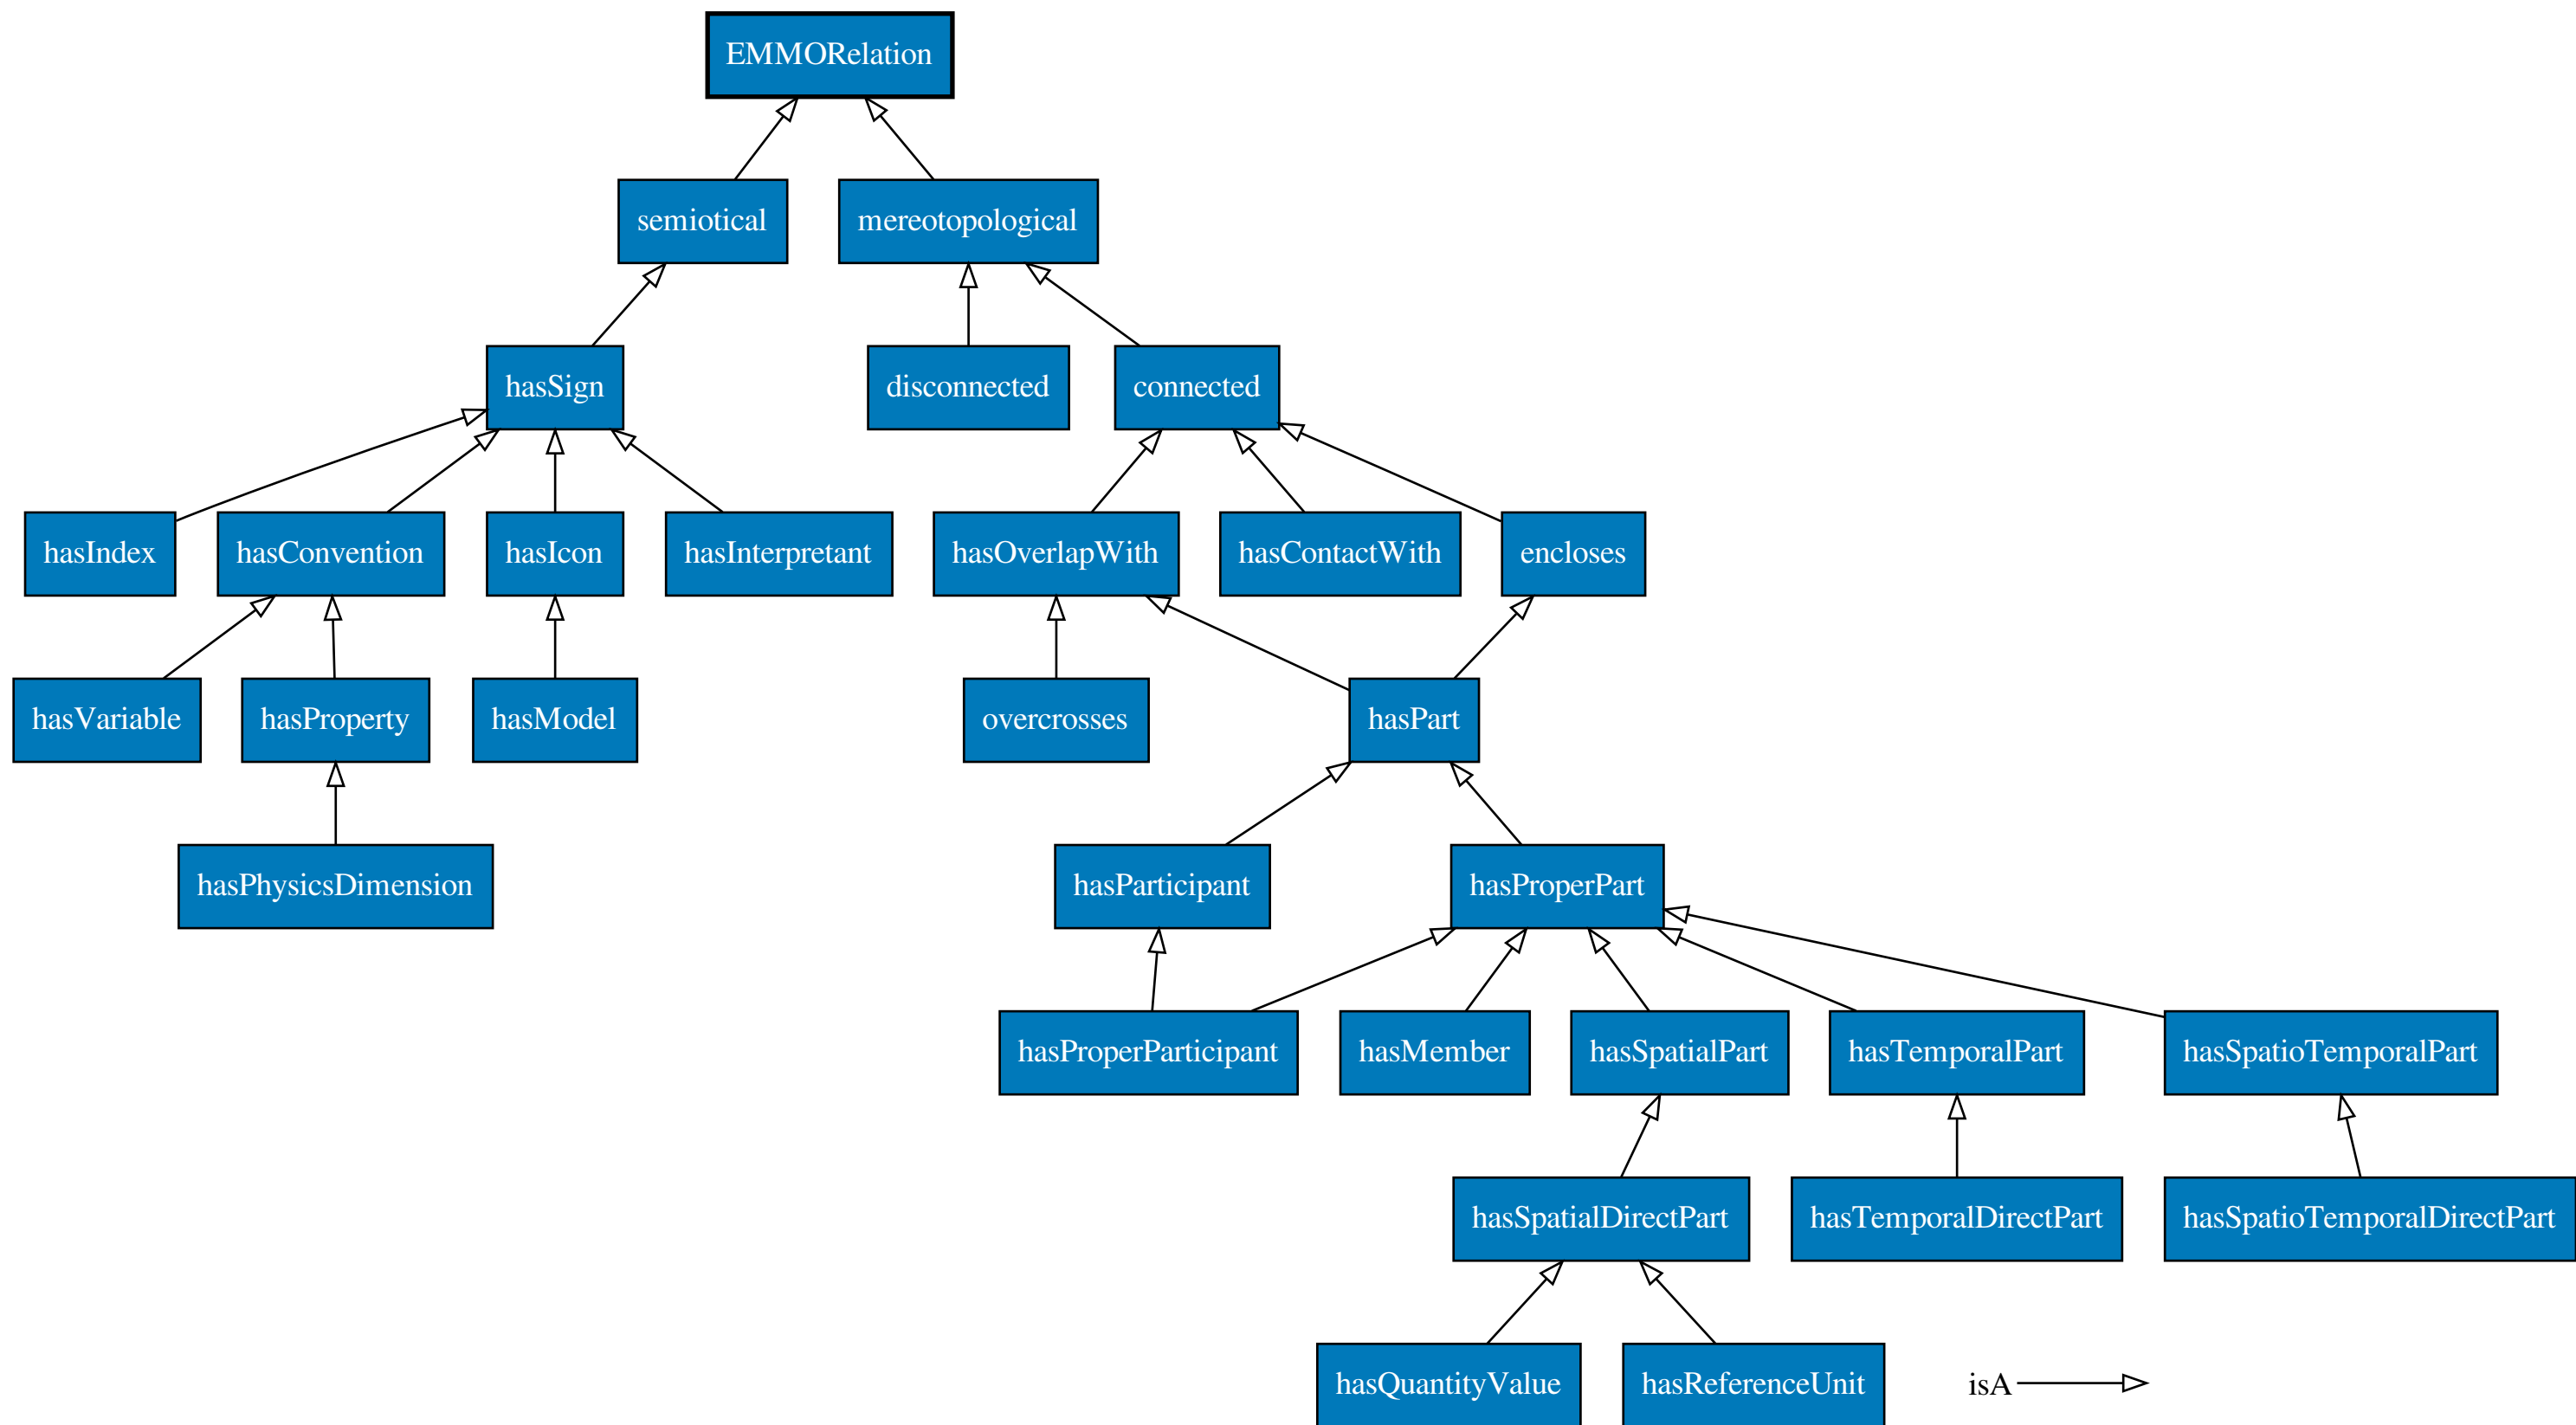 EMMORelation
semiotical
mereotopological
hasSign
disconnected
connected
hasIndex
hasConvention
hasIcon
hasInterpretant
hasOverlapWith
hasContactWith
encloses
hasVariable
hasProperty
hasModel
overcrosses
hasPart
hasPhysicsDimension
hasParticipant
hasProperPart
hasProperParticipant
hasMember
hasSpatialPart
hasTemporalPart
hasSpatioTemporalPart
hasSpatialDirectPart
hasTemporalDirectPart
hasSpatioTemporalDirectPart
hasQuantityValue
hasReferenceUnit
isA